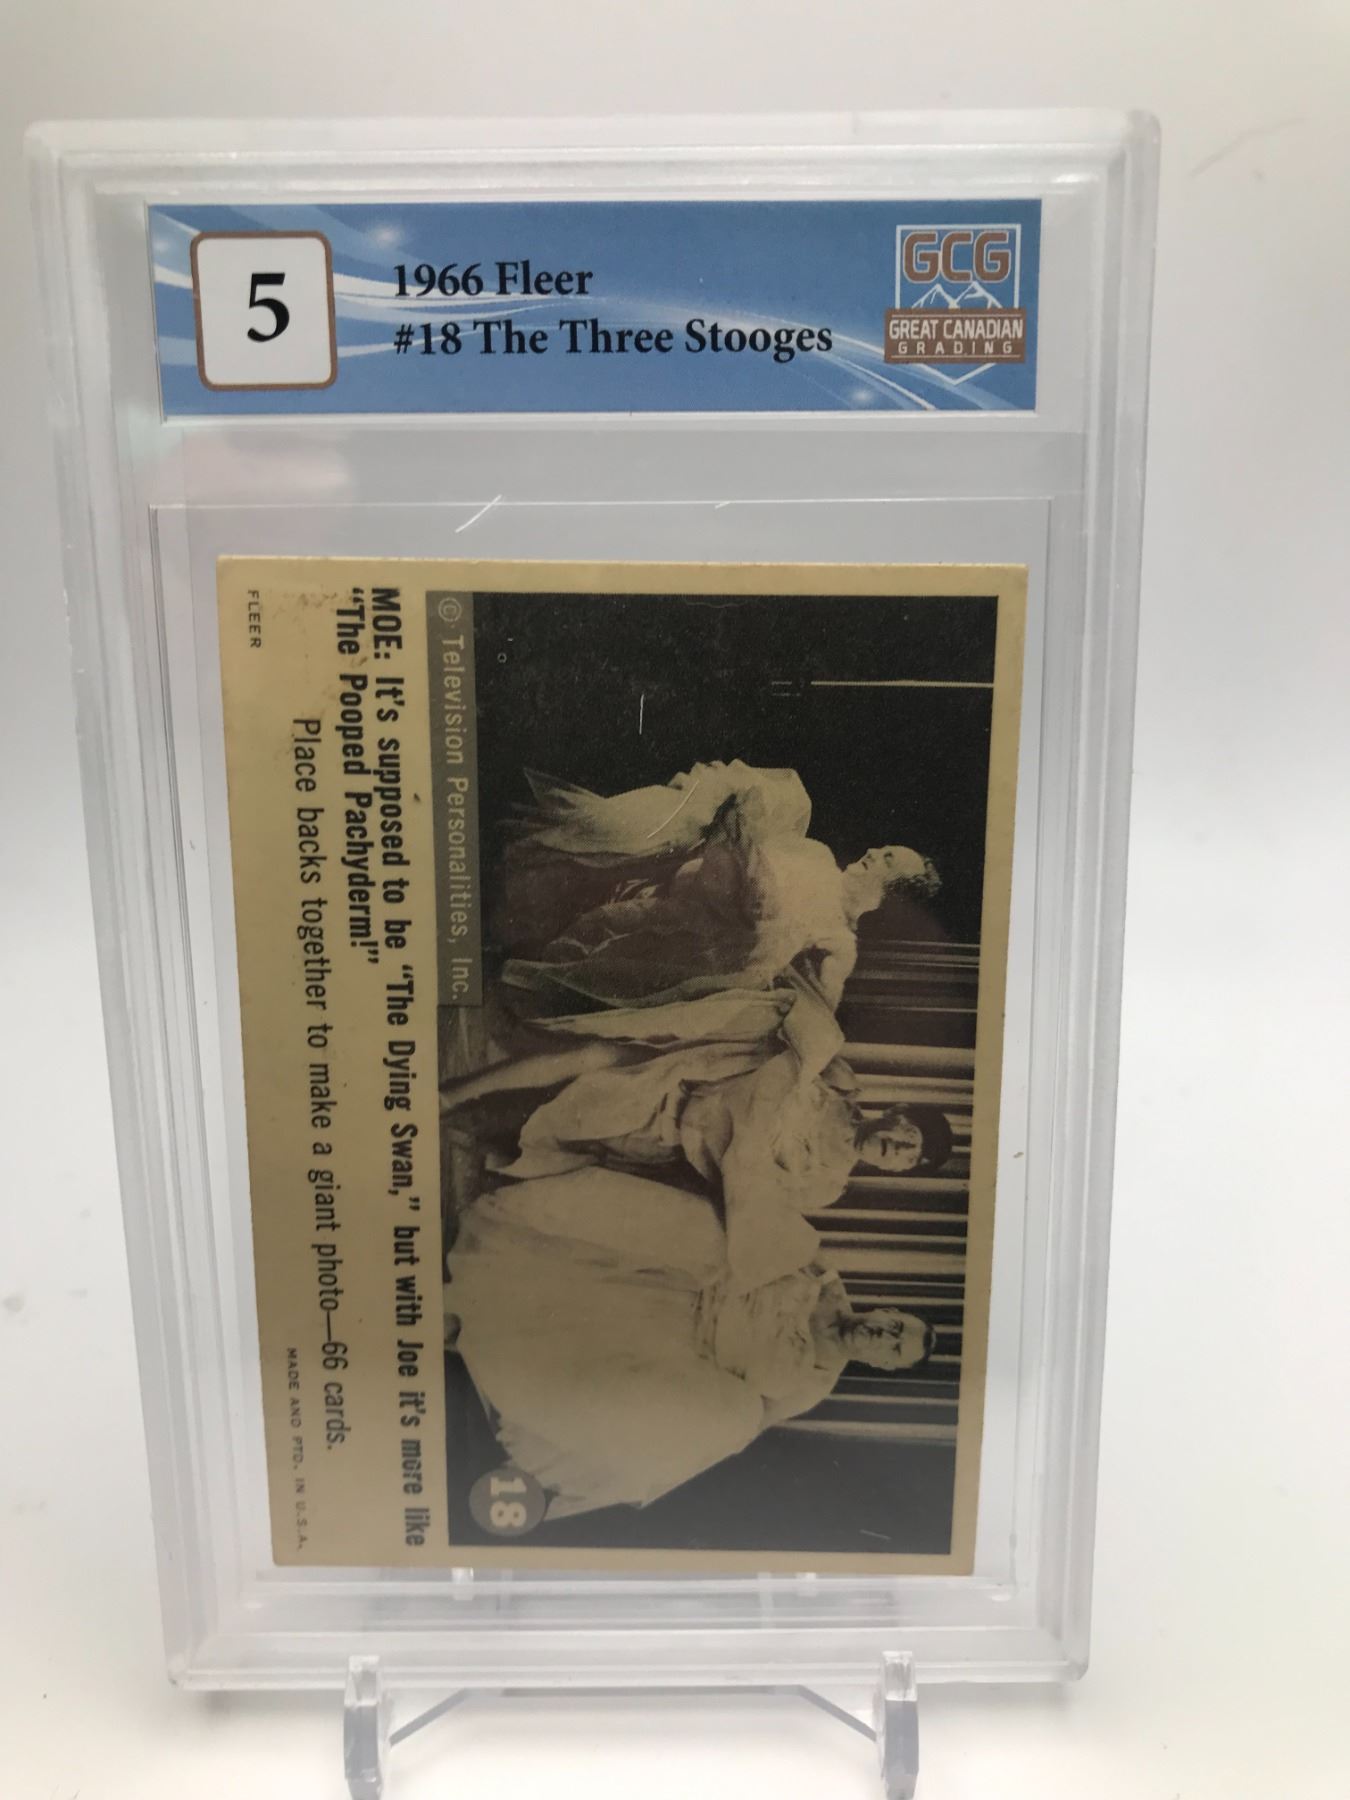 5
1966 Fleer
#18 The Three Stooges
GCG
GREAT CANADIAN
GRADING
© Television Personalities, Inc.
18
MOE: It's supposed to be “The Dying Swan,” but with Joe it's more like
“The Pooped Pachyderm!”
Place backs together to make a giant photo—66 cards.
FLEER
MADE AND PTD. IN U.S.A.